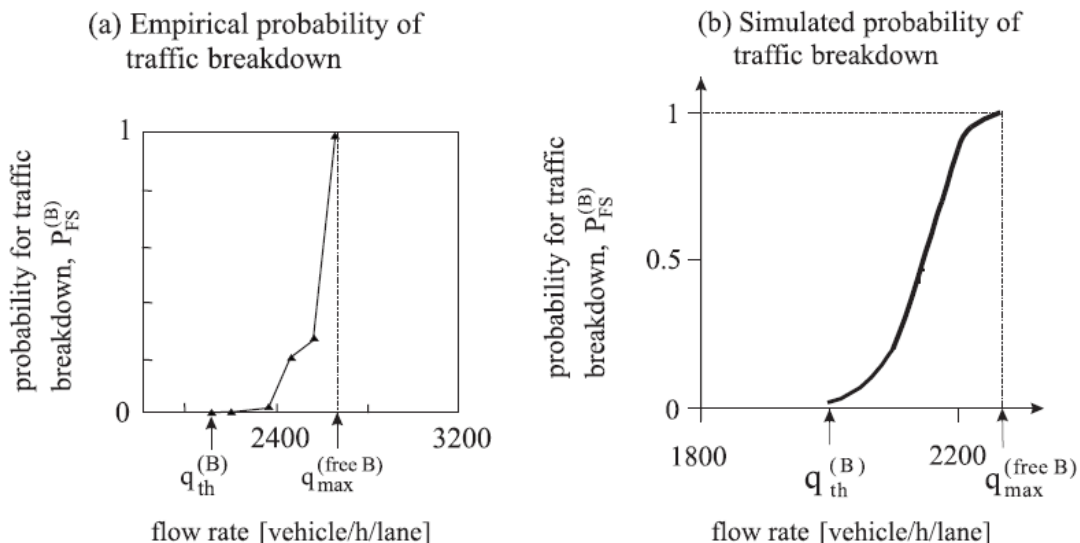 (a) Empirical probability of
traffic breakdown
probability for traffic
breakdown, P_FS^(B)
1
0
2400
3200
q_th^(B)
q_max^(free B)
flow rate [vehicle/h/lane]
(b) Simulated probability of
traffic breakdown
probability for traffic
breakdown, P_FS^(B)
1
0.5
0
1800
2200
q_th^(B)
q_max^(free B)
flow rate [vehicle/h/lane]